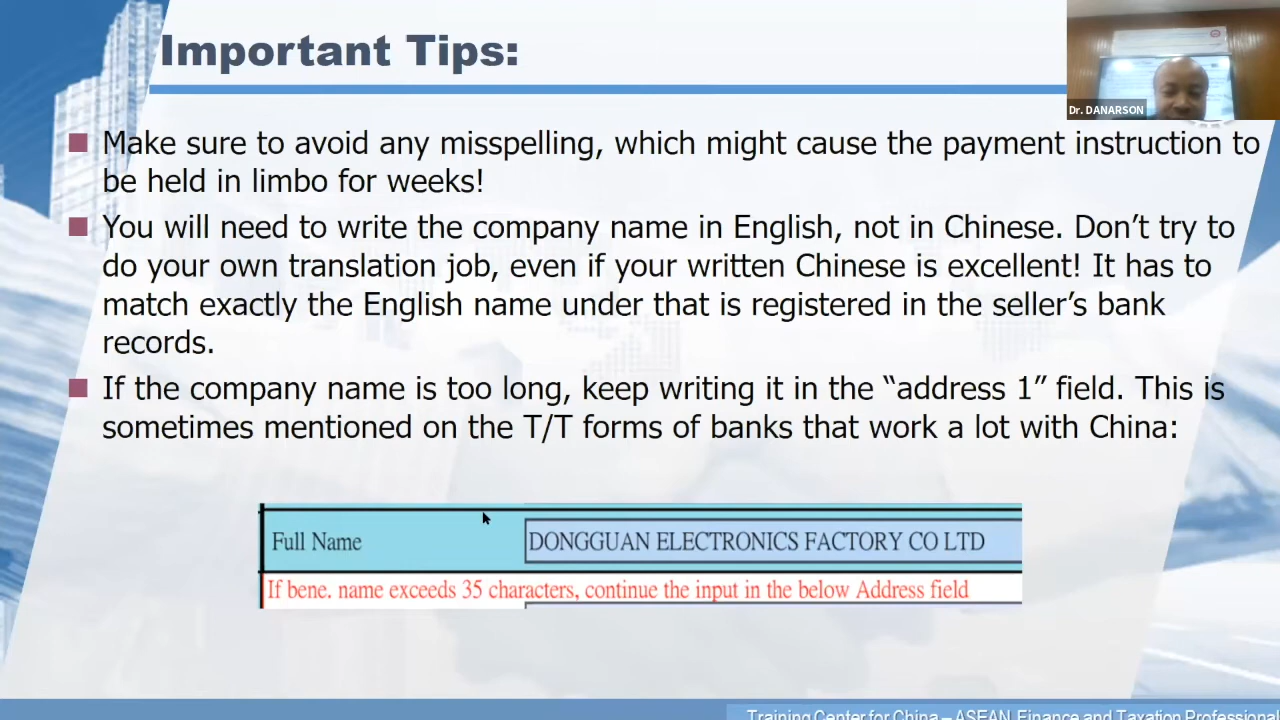 Important Tips:
Dr. DANARSON
Make sure to avoid any misspelling, which might cause the payment instruction to
be held in limbo for weeks!
You will need to write the company name in English, not in Chinese. Don’t try to
do your own translation job, even if your written Chinese is excellent! It has to
match exactly the English name under that is registered in the seller’s bank
records.
If the company name is too long, keep writing it in the “address 1” field. This is
sometimes mentioned on the T/T forms of banks that work a lot with China:
Full Name
DONGGUAN ELECTRONICS FACTORY CO LTD
If bene. name exceeds 35 characters, continue the input in the below Address field
Training Center for China – ASEAN Finance and Taxation Professional